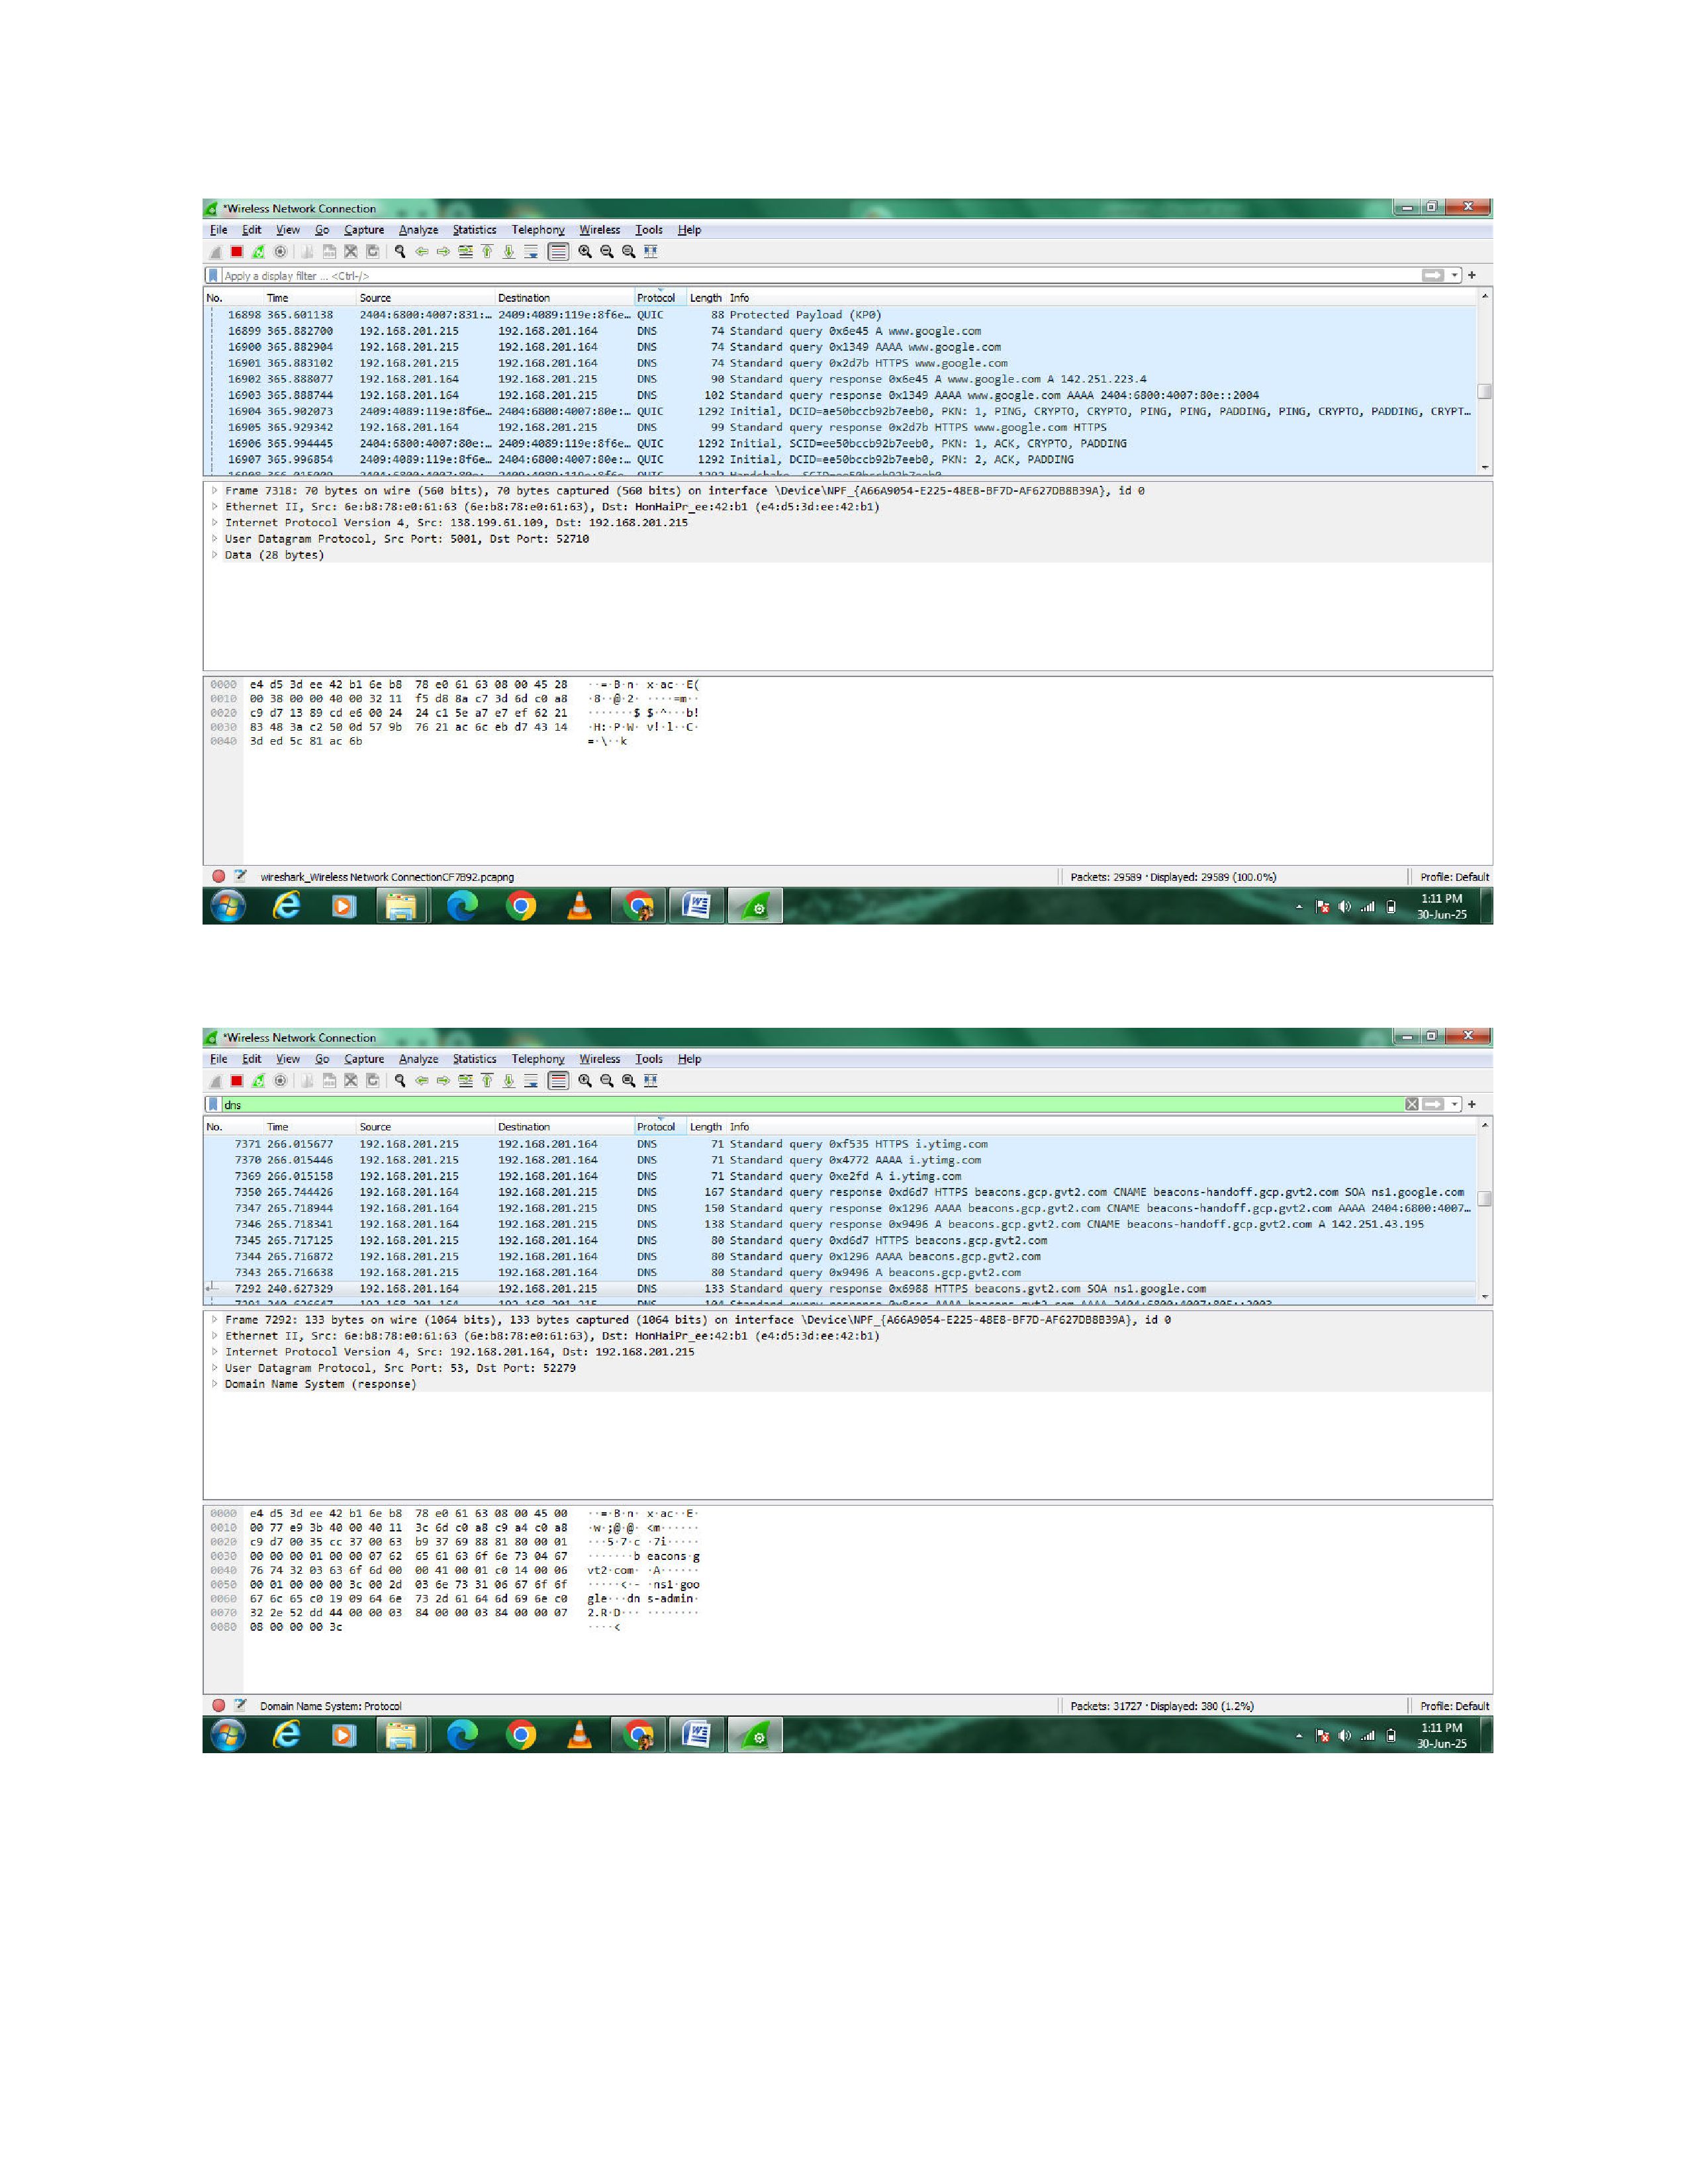 *Wireless Network Connection
File Edit View Go Capture Analyze Statistics Telephony Wireless Tools Help
Apply a display filter ... <Ctrl-/>
No. Time Source Destination Protocol Length Info
16898 365.601138 2404:6800:4007:831:… 2409:4089:119e:8f6e… QUIC 88 Protected Payload (KP0)
16899 365.882700 192.168.201.215 192.168.201.164 DNS 74 Standard query 0x6e45 A www.google.com
16900 365.882904 192.168.201.215 192.168.201.164 DNS 74 Standard query 0x1349 AAAA www.google.com
16901 365.883102 192.168.201.215 192.168.201.164 DNS 74 Standard query 0x2d7b HTTPS www.google.com
16902 365.888077 192.168.201.164 192.168.201.215 DNS 90 Standard query response 0x6e45 A www.google.com A 142.251.223.4
16903 365.888744 192.168.201.164 192.168.201.215 DNS 102 Standard query response 0x1349 AAAA www.google.com AAAA 2404:6800:4007:80e::2004
16904 365.902073 2409:4089:119e:8f6e… 2404:6800:4007:80e:… QUIC 1292 Initial, DCID=ae50bccb92b7eeb0, PKN: 1, PING, CRYPTO, CRYPTO, PING, PING, PADDING, PING, CRYPTO, PADDING, CRYPT…
16905 365.929342 192.168.201.164 192.168.201.215 DNS 99 Standard query response 0x2d7b HTTPS www.google.com HTTPS
16906 365.994445 2404:6800:4007:80e:… 2409:4089:119e:8f6e… QUIC 1292 Initial, SCID=ee50bccb92b7eeb0, PKN: 1, ACK, CRYPTO, PADDING
16907 365.996854 2409:4089:119e:8f6e… 2404:6800:4007:80e:… QUIC 1292 Initial, DCID=ee50bccb92b7eeb0, PKN: 2, ACK, PADDING
Frame 7318: 70 bytes on wire (560 bits), 70 bytes captured (560 bits) on interface \Device\NPF_{A66A9054-E225-48E8-BF7D-AF627DB8B39A}, id 0
Ethernet II, Src: 6e:b8:78:e0:61:63 (6e:b8:78:e0:61:63), Dst: HonHaiPr_ee:42:b1 (e4:d5:3d:ee:42:b1)
Internet Protocol Version 4, Src: 138.199.61.109, Dst: 192.168.201.215
User Datagram Protocol, Src Port: 5001, Dst Port: 52710
Data (28 bytes)
0000 e4 d5 3d ee 42 b1 6e b8 78 e0 61 63 08 00 45 28 ··=·B·n· x·ac··E(
0010 00 38 00 00 40 00 32 11 f5 d8 8a c7 3d 6d c0 a8 ·8··@·2· ····=m··
0020 c9 d7 13 89 cd e6 00 24 24 c1 5e a7 e7 ef 62 21 ·······$ $·^···b!
0030 83 48 3a c2 50 0d 57 9b 76 21 ac 6c eb d7 43 14 ·H:·P·W· v!·l··C·
0040 3d ed 5c 81 ac 6b =·\··k
wireshark_Wireless Network ConnectionCF7B92.pcapng Packets: 29589 · Displayed: 29589 (100.0%) Profile: Default
1:11 PM
30-Jun-25
*Wireless Network Connection
File Edit View Go Capture Analyze Statistics Telephony Wireless Tools Help
dns
No. Time Source Destination Protocol Length Info
7371 266.015677 192.168.201.215 192.168.201.164 DNS 71 Standard query 0xf535 HTTPS i.ytimg.com
7370 266.015446 192.168.201.215 192.168.201.164 DNS 71 Standard query 0x4772 AAAA i.ytimg.com
7369 266.015158 192.168.201.215 192.168.201.164 DNS 71 Standard query 0xe2fd A i.ytimg.com
7350 265.744426 192.168.201.164 192.168.201.215 DNS 167 Standard query response 0xd6d7 HTTPS beacons.gcp.gvt2.com CNAME beacons-handoff.gcp.gvt2.com SOA ns1.google.com
7347 265.718944 192.168.201.164 192.168.201.215 DNS 150 Standard query response 0x1296 AAAA beacons.gcp.gvt2.com CNAME beacons-handoff.gcp.gvt2.com AAAA 2404:6800:4007…
7346 265.718341 192.168.201.164 192.168.201.215 DNS 138 Standard query response 0x9496 A beacons.gcp.gvt2.com CNAME beacons-handoff.gcp.gvt2.com A 142.251.43.195
7345 265.717125 192.168.201.215 192.168.201.164 DNS 80 Standard query 0xd6d7 HTTPS beacons.gcp.gvt2.com
7344 265.716872 192.168.201.215 192.168.201.164 DNS 80 Standard query 0x1296 AAAA beacons.gcp.gvt2.com
7343 265.716638 192.168.201.215 192.168.201.164 DNS 80 Standard query 0x9496 A beacons.gcp.gvt2.com
7292 240.627329 192.168.201.164 192.168.201.215 DNS 133 Standard query response 0x6988 HTTPS beacons.gvt2.com SOA ns1.google.com
Frame 7292: 133 bytes on wire (1064 bits), 133 bytes captured (1064 bits) on interface \Device\NPF_{A66A9054-E225-48E8-BF7D-AF627DB8B39A}, id 0
Ethernet II, Src: 6e:b8:78:e0:61:63 (6e:b8:78:e0:61:63), Dst: HonHaiPr_ee:42:b1 (e4:d5:3d:ee:42:b1)
Internet Protocol Version 4, Src: 192.168.201.164, Dst: 192.168.201.215
User Datagram Protocol, Src Port: 53, Dst Port: 52279
Domain Name System (response)
0000 e4 d5 3d ee 42 b1 6e b8 78 e0 61 63 08 00 45 00 ··=·B·n· x·ac··E·
0010 00 77 e9 3b 40 00 40 11 3c 6d c0 a8 c9 a4 c0 a8 ·w·;@·@· <m······
0020 c9 d7 00 35 cc 37 00 63 b9 37 69 88 81 80 00 01 ···5·7·c ·7i·····
0030 00 00 00 01 00 00 07 62 65 61 63 6f 6e 73 04 67 ·······b eacons·g
0040 76 74 32 03 63 6f 6d 00 00 41 00 01 c0 14 00 06 vt2·com· ·A······
0050 00 01 00 00 00 3c 00 2d 03 6e 73 31 06 67 6f 6f ·····<·- ·ns1·goo
0060 67 6c 65 c0 19 09 64 6e 73 2d 61 64 6d 69 6e c0 gle···dn s-admin·
0070 32 2e 52 dd 44 00 00 03 84 00 00 03 84 00 00 07 2.R·D··· ········
0080 08 00 00 00 3c ····<
Domain Name System: Protocol Packets: 31727 · Displayed: 380 (1.2%) Profile: Default
1:11 PM
30-Jun-25